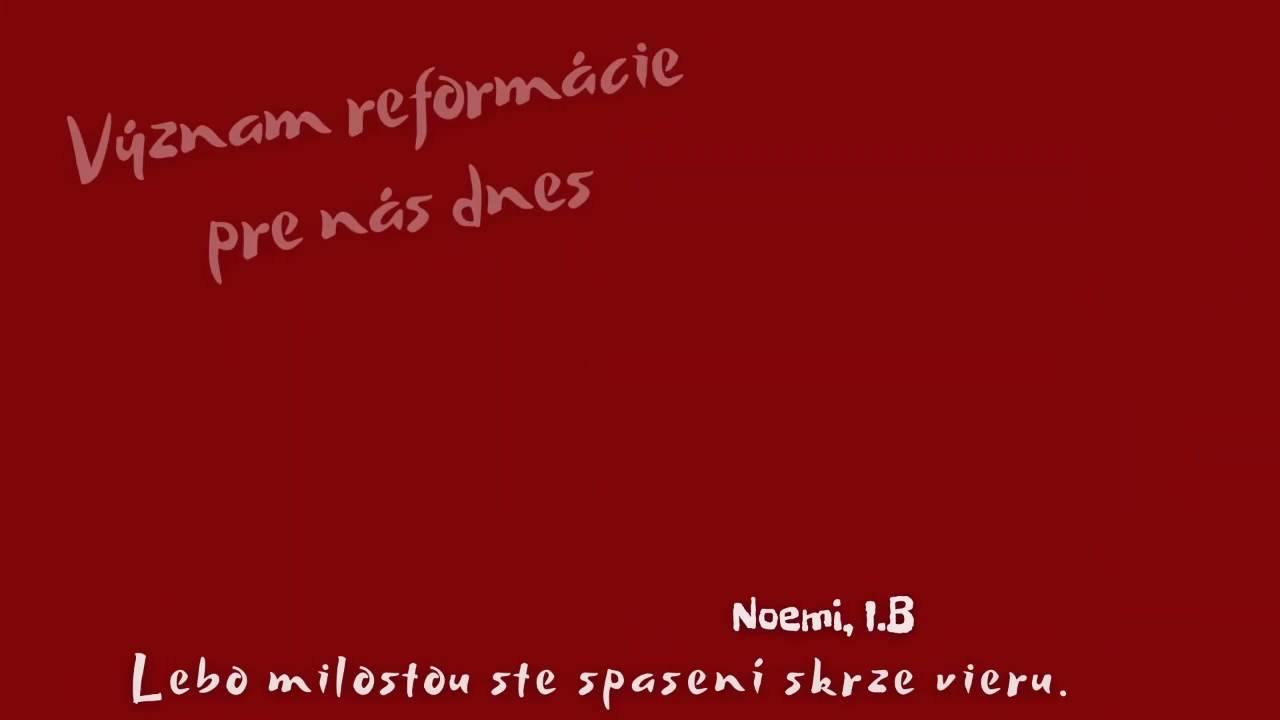 Význam reformácie
pre nás dnes
Noemi, I.B
Lebo milosťou ste spasení skrze vieru.